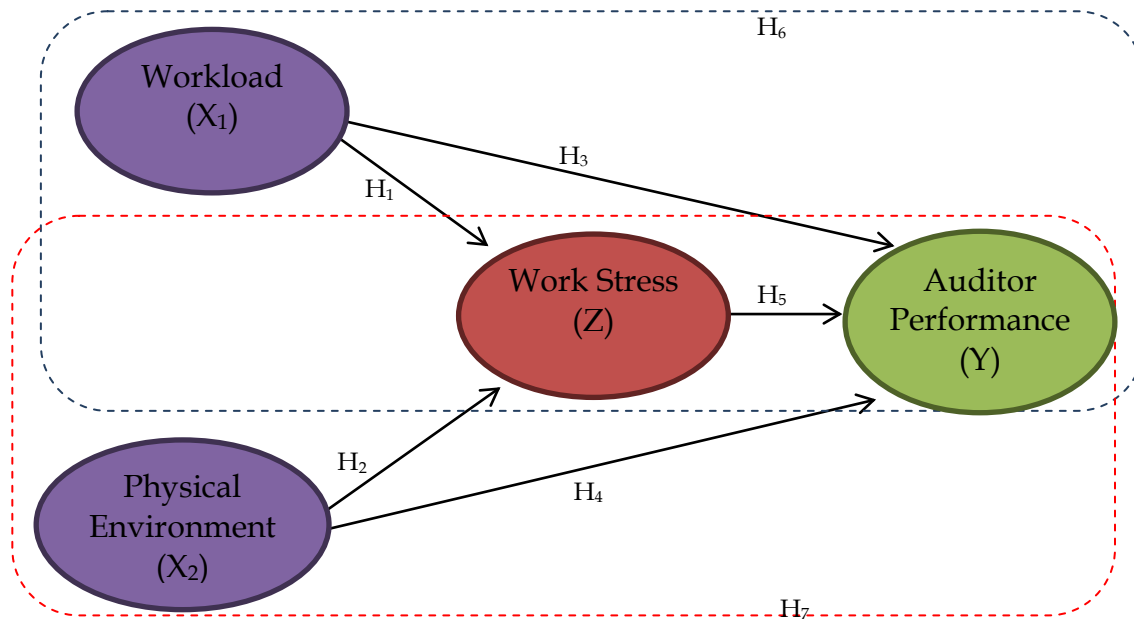 H₆
Workload
(X₁)
H₃
H₁
Work Stress
(Z)
H₅
Auditor
Performance
(Y)
H₂
H₄
Physical
Environment
(X₂)
H₇